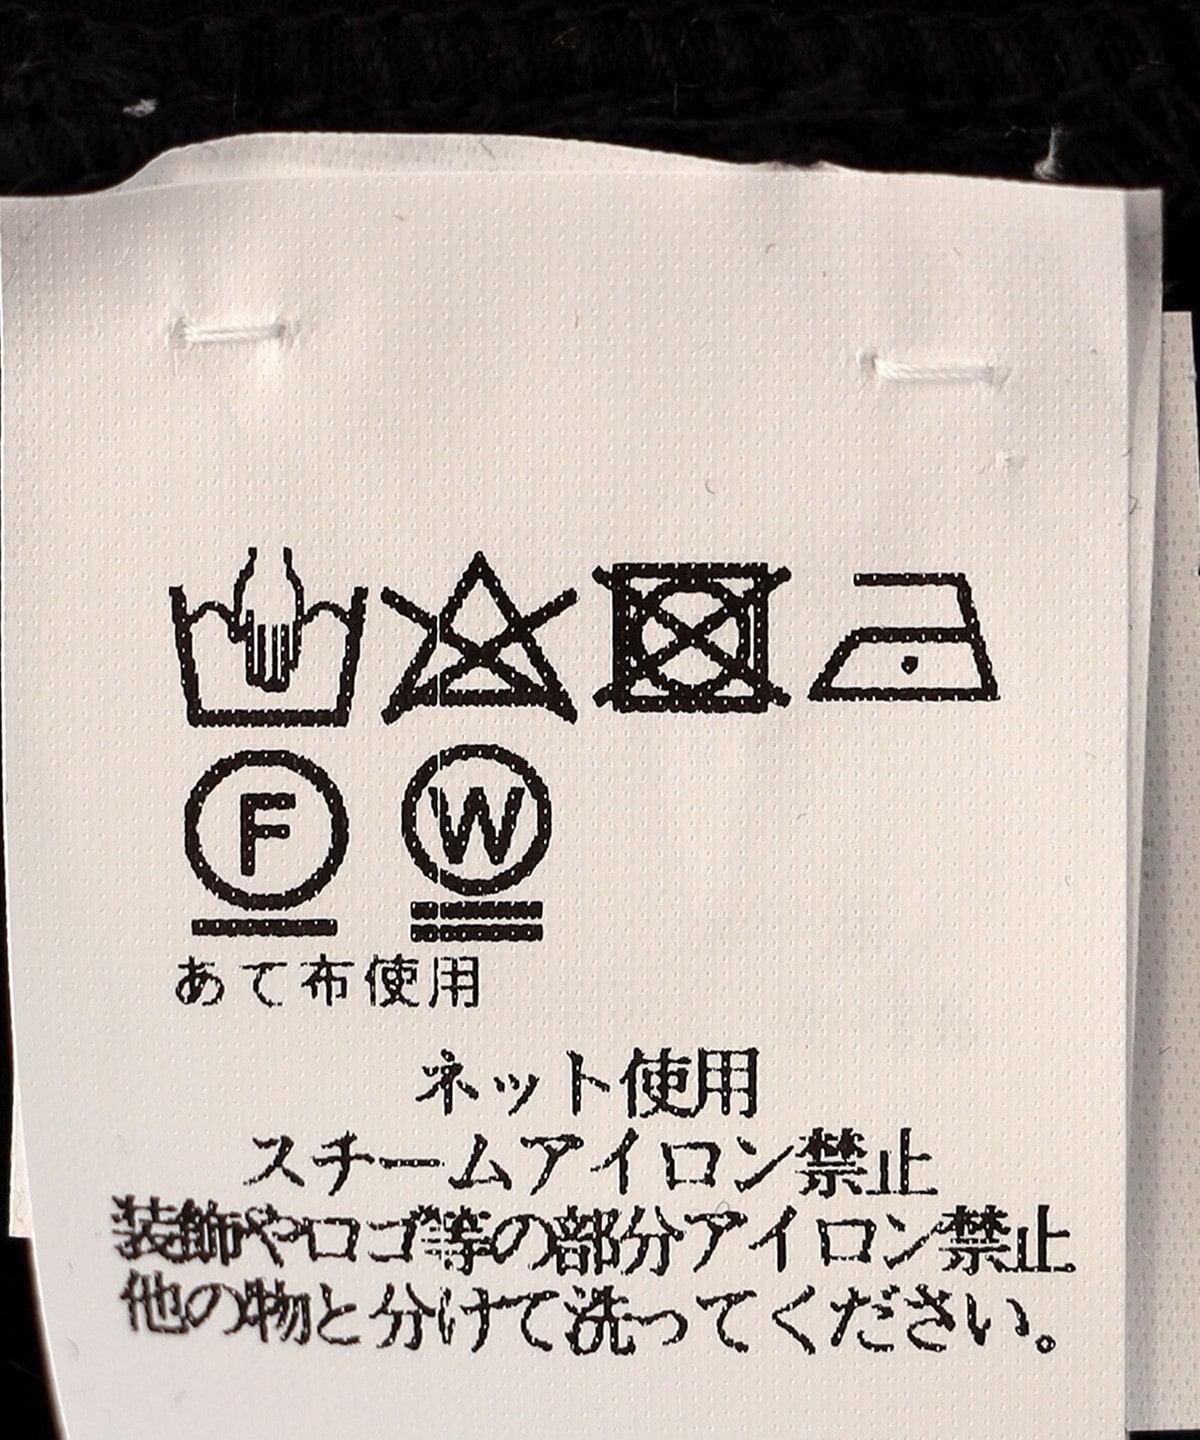 F W
あて布使用
ネット使用
スチームアイロン禁止
装飾やロゴ等の部分アイロン禁止。
他の物と分けて洗ってください。